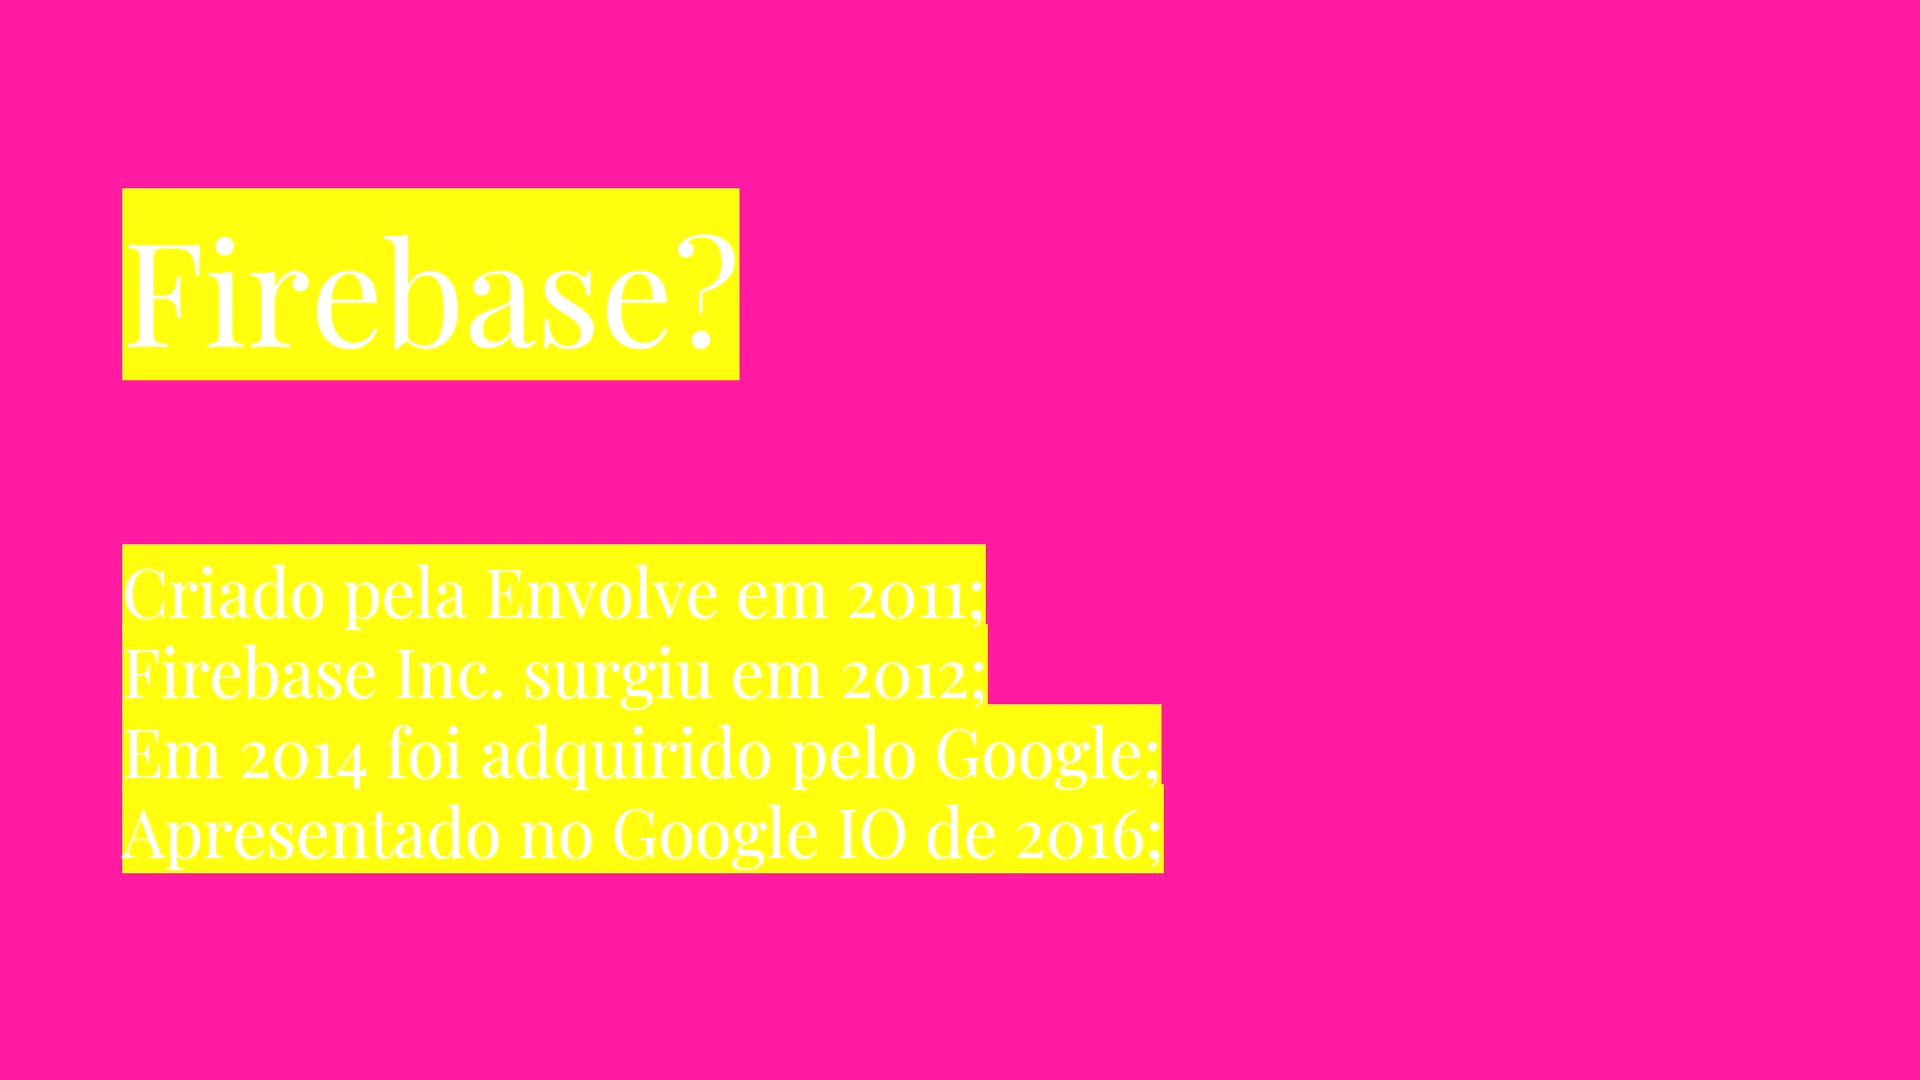 Firebase?
Criado pela Envolve em 2011;
Firebase Inc. surgiu em 2012;
Em 2014 foi adquirido pelo Google;
Apresentado no Google IO de 2016;